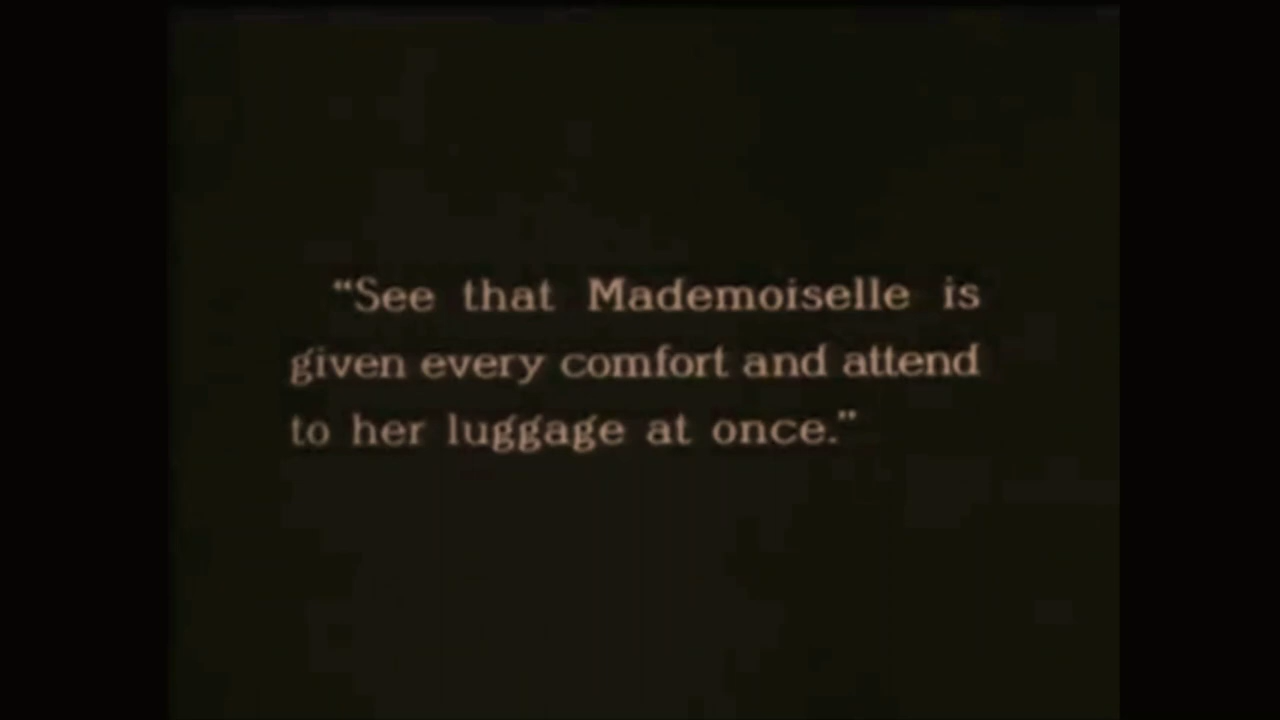 “See that Mademoiselle is
given every comfort and attend
to her luggage at once.”